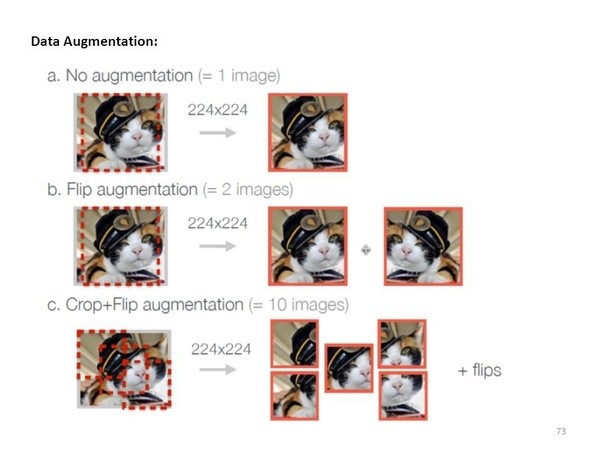 Data Augmentation:
a. No augmentation (= 1 image)
224x224
b. Flip augmentation (= 2 images)
224x224
+
c. Crop+Flip augmentation (= 10 images)
224x224
+ flips
73